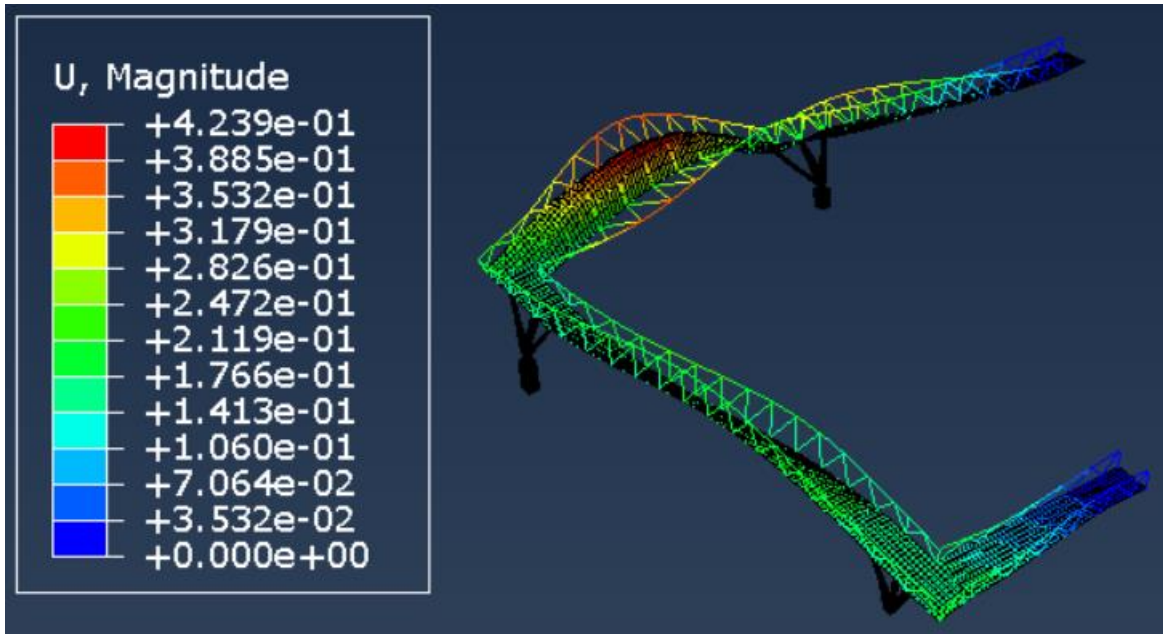 U, Magnitude
+4.239e-01
+3.885e-01
+3.532e-01
+3.179e-01
+2.826e-01
+2.472e-01
+2.119e-01
+1.766e-01
+1.413e-01
+1.060e-01
+7.064e-02
+3.532e-02
+0.000e+00